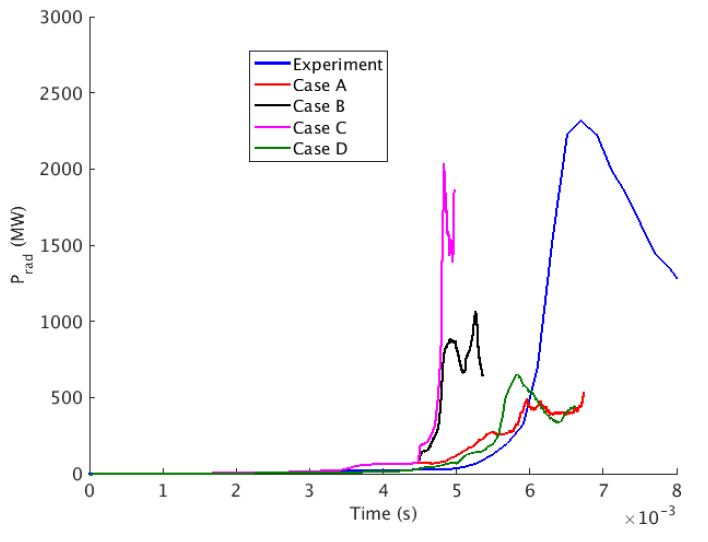 3000
2500
2000
1500
1000
500
0
P_rad (MW)
Experiment
Case A
Case B
Case C
Case D
0 1 2 3 4 5 6 7 8
Time (s)
×10^-3